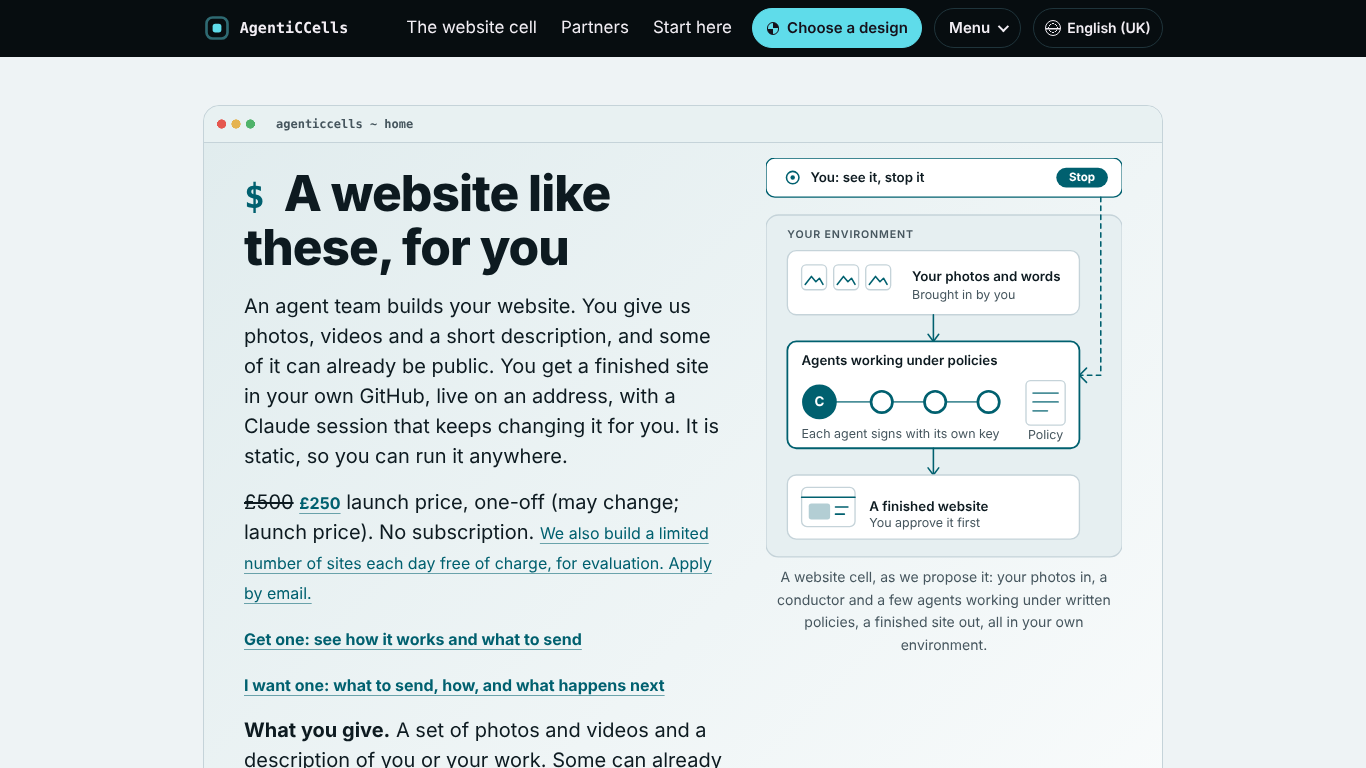 AgentiCCells
The website cell
Partners
Start here
Choose a design
Menu
English (UK)
agenticcells ~ home
$ A website like
these, for you
An agent team builds your website. You give us
photos, videos and a short description, and some
of it can already be public. You get a finished site
in your own GitHub, live on an address, with a
Claude session that keeps changing it for you. It is
static, so you can run it anywhere.
£500 £250 launch price, one-off (may change;
launch price). No subscription. We also build a limited
number of sites each day free of charge, for evaluation. Apply
by email.
Get one: see how it works and what to send
I want one: what to send, how, and what happens next
What you give. A set of photos and videos and a
description of you or your work. Some can already
You: see it, stop it
Stop
YOUR ENVIRONMENT
Your photos and words
Brought in by you
Agents working under policies
C
Each agent signs with its own key
Policy
A finished website
You approve it first
A website cell, as we propose it: your photos in, a
conductor and a few agents working under written
policies, a finished site out, all in your own
environment.